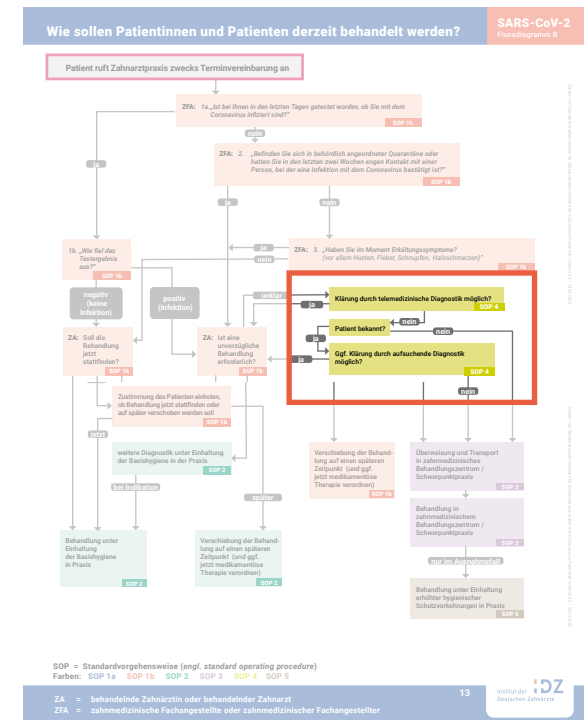 Wie sollen Patientinnen und Patienten derzeit behandelt werden?
SARS-CoV-2
Flussdiagramm B
Patient ruft Zahnarztpraxis zwecks Terminvereinbarung an
ZFA: 1a. „Ist bei Ihnen in den letzten Tagen getestet worden, ob Sie mit dem
Coronavirus infiziert sind?"
SOP 1b
nein
ZFA: 2. „Befinden Sie sich in behördlich angeordneter Quarantäne oder
hatten Sie in den letzten zwei Wochen engen Kontakt mit einer
Person, bei der eine Infektion mit dem Coronavirus bestätigt ist?"
SOP 1b
ja
ja
nein
1b. „Wie fiel das
Testergebnis
aus?"
SOP 1b
ja
nein
ZFA: 3. „Haben Sie im Moment Erkältungssymptome?
(vor allem Husten, Fieber, Schnupfen, Halsschmerzen)"
SOP 1b
negativ
(keine
Infektion)
positiv
(Infektion)
unklar
ja
Klärung durch telemedizinische Diagnostik möglich?
SOP 4
nein
Patient bekannt?
nein
ja
ja
Ggf. Klärung durch aufsuchende Diagnostik
möglich?
SOP 4
nein
ZA: Soll die
Behandlung
jetzt
stattfinden?
SOP 1b
ZA: Ist eine
unverzügliche
Behandlung
erforderlich?
SOP 1b
Zustimmung des Patienten einholen,
ob Behandlung jetzt stattfinden oder
auf später verschoben werden soll
SOP 1b
jetzt
weitere Diagnostik unter Einhaltung
der Basishygiene in der Praxis
SOP 2
bei Indikation
später
Verschiebung der Behand-
lung auf einen späteren
Zeitpunkt (und ggf.
jetzt medikamentöse
Therapie verordnen)
SOP 1b
Überweisung und Transport
in zahnmedizinisches
Behandlungszentrum /
Schwerpunktpraxis
SOP 3
Behandlung in
zahnmedizinischem
Behandlungszentrum /
Schwerpunktpraxis
SOP 3
nur im Ausnahmefall
Behandlung unter
Einhaltung
der Basishygiene
in Praxis
SOP 2
Verschiebung der Behand-
lung auf einen späteren
Zeitpunkt (und ggf.
jetzt medikamentöse
Therapie verordnen)
SOP 2
Behandlung unter Einhaltung
erhöhter hygienischer
Schutzvorkehrungen in Praxis
SOP 5
SOP = Standardvorgehensweise (engl. standard operating procedure)
Farben: SOP 1a SOP 1b SOP 2 SOP 3 SOP 4 SOP 5
ZA = behandelnde Zahnärztin oder behandelnder Zahnarzt
ZFA = zahnmedizinische Fachangestellte oder zahnmedizinischer Fachangestellter
13
Institut der
Deutschen Zahnärzte
IDZ